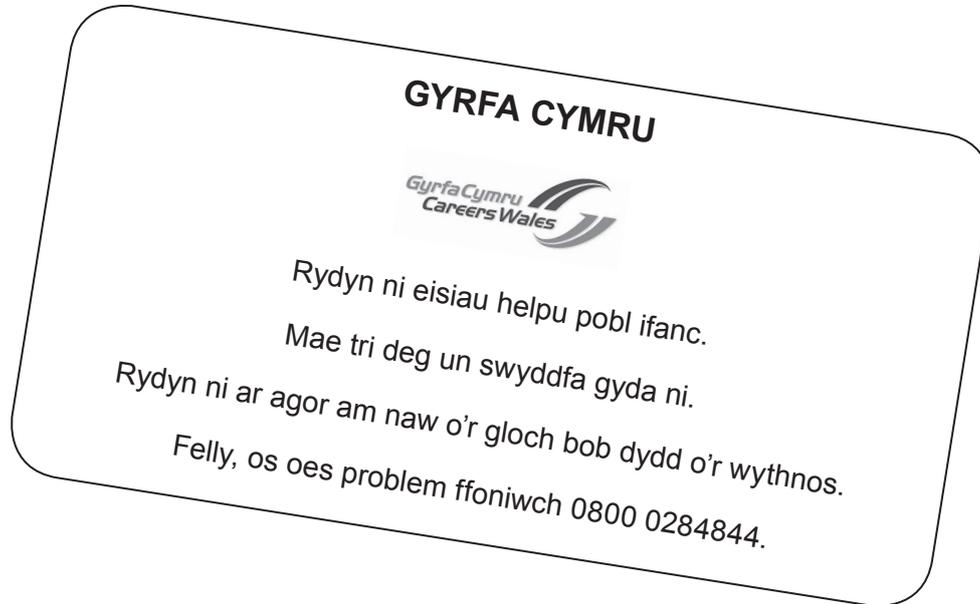 GYRFA CYMRU
Gyrfa Cymru
Careers Wales
Rydyn ni eisiau helpu pobl ifanc.
Mae tri deg un swyddfa gyda ni.
Rydyn ni ar agor am naw o’r gloch bob dydd o’r wythnos.
Felly, os oes problem ffoniwch 0800 0284844.